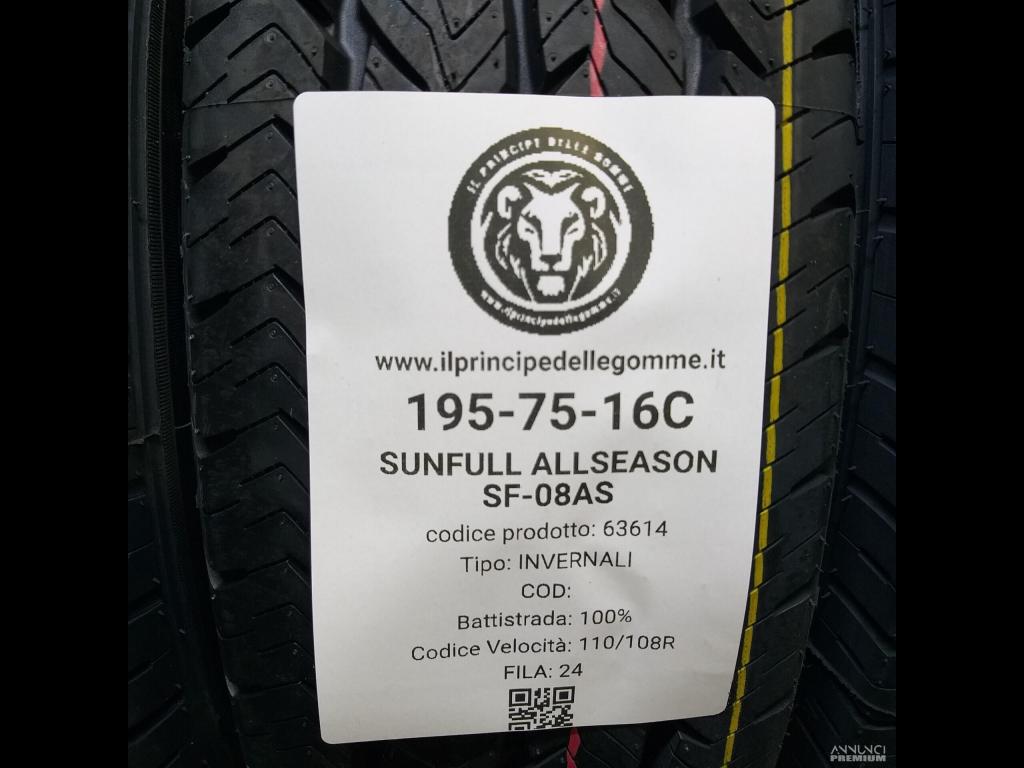 IL PRINCIPE DELLE GOMME
www.ilprincipedellegomme.it
www.ilprincipedellegomme.it
195-75-16C
SUNFULL ALLSEASON
SF-08AS
codice prodotto: 63614
Tipo: INVERNALI
COD:
Battistrada: 100%
Codice Velocità: 110/108R
FILA: 24
ANNUNCI
PREMIUM